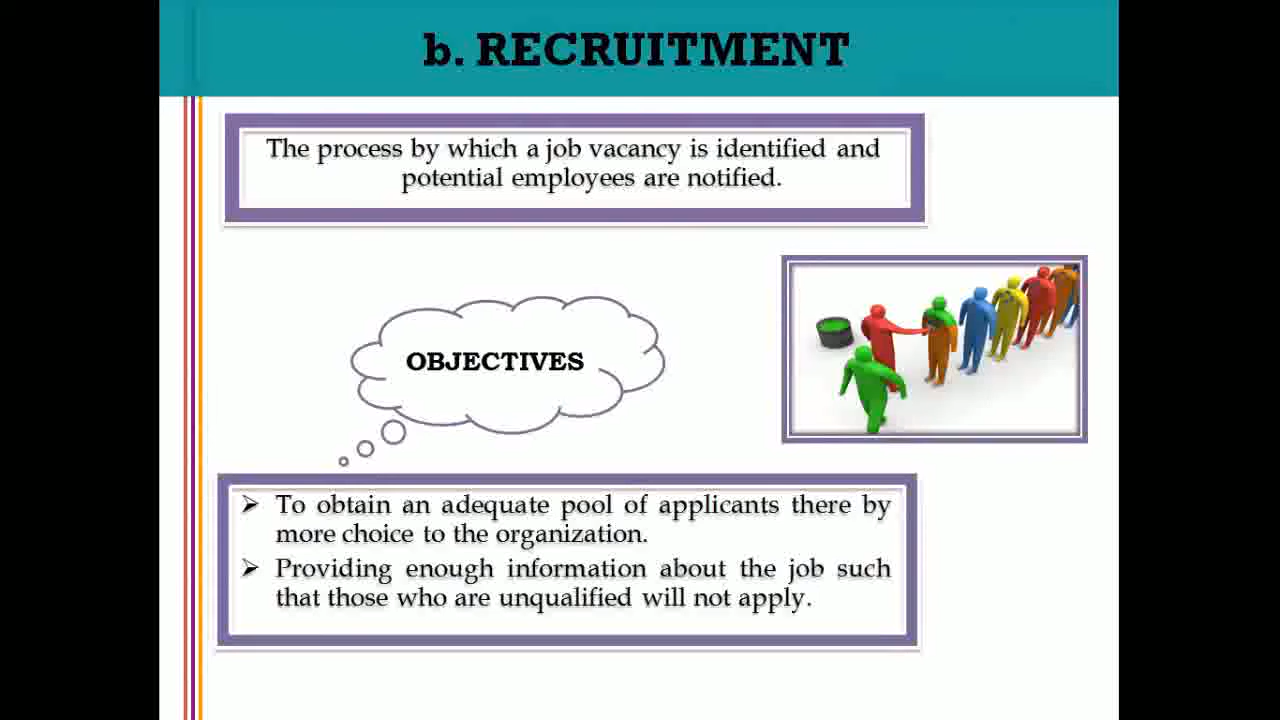 b. RECRUITMENT
The process by which a job vacancy is identified and
potential employees are notified.
OBJECTIVES
➢ To obtain an adequate pool of applicants there by
more choice to the organization.
➢ Providing enough information about the job such
that those who are unqualified will not apply.